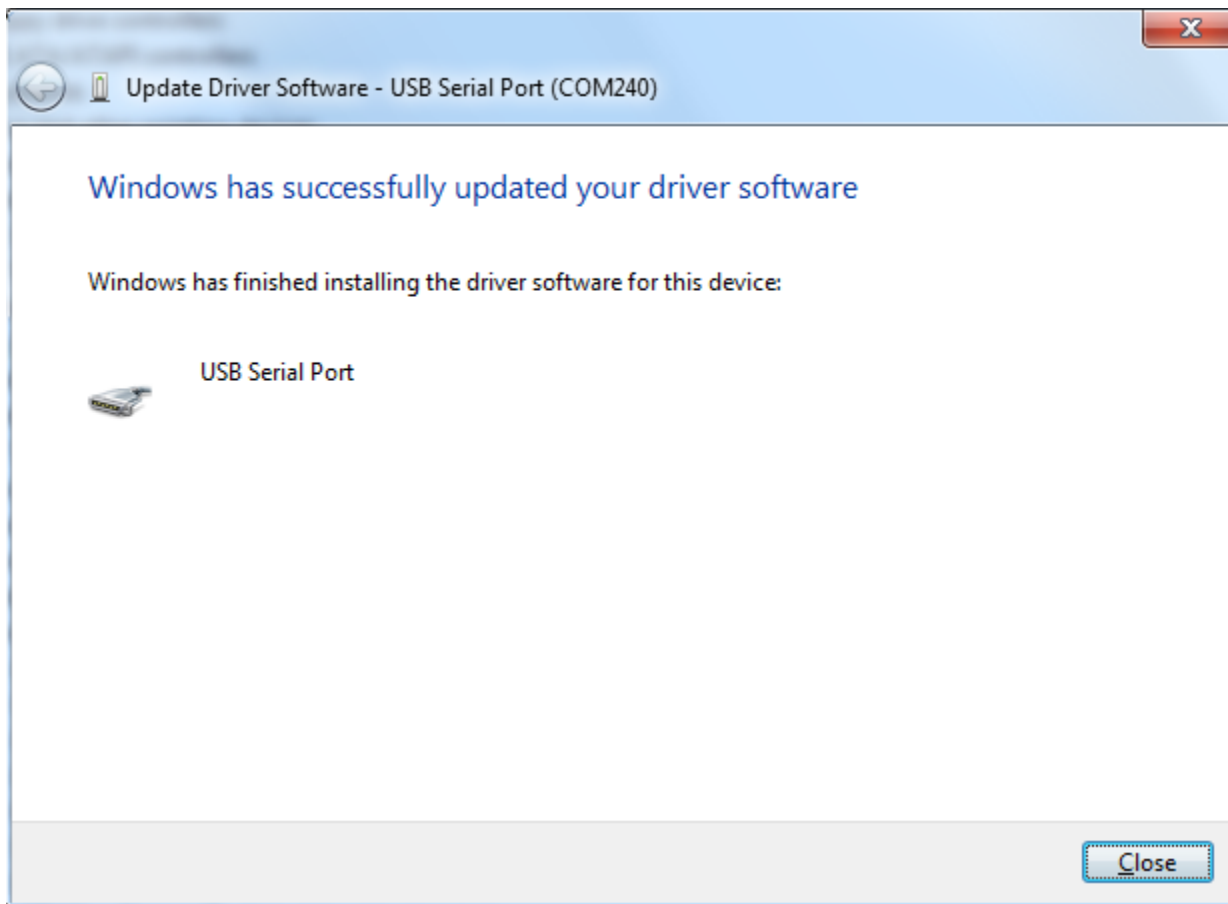 Update Driver Software - USB Serial Port (COM240)
Windows has successfully updated your driver software
Windows has finished installing the driver software for this device:
USB Serial Port
Close